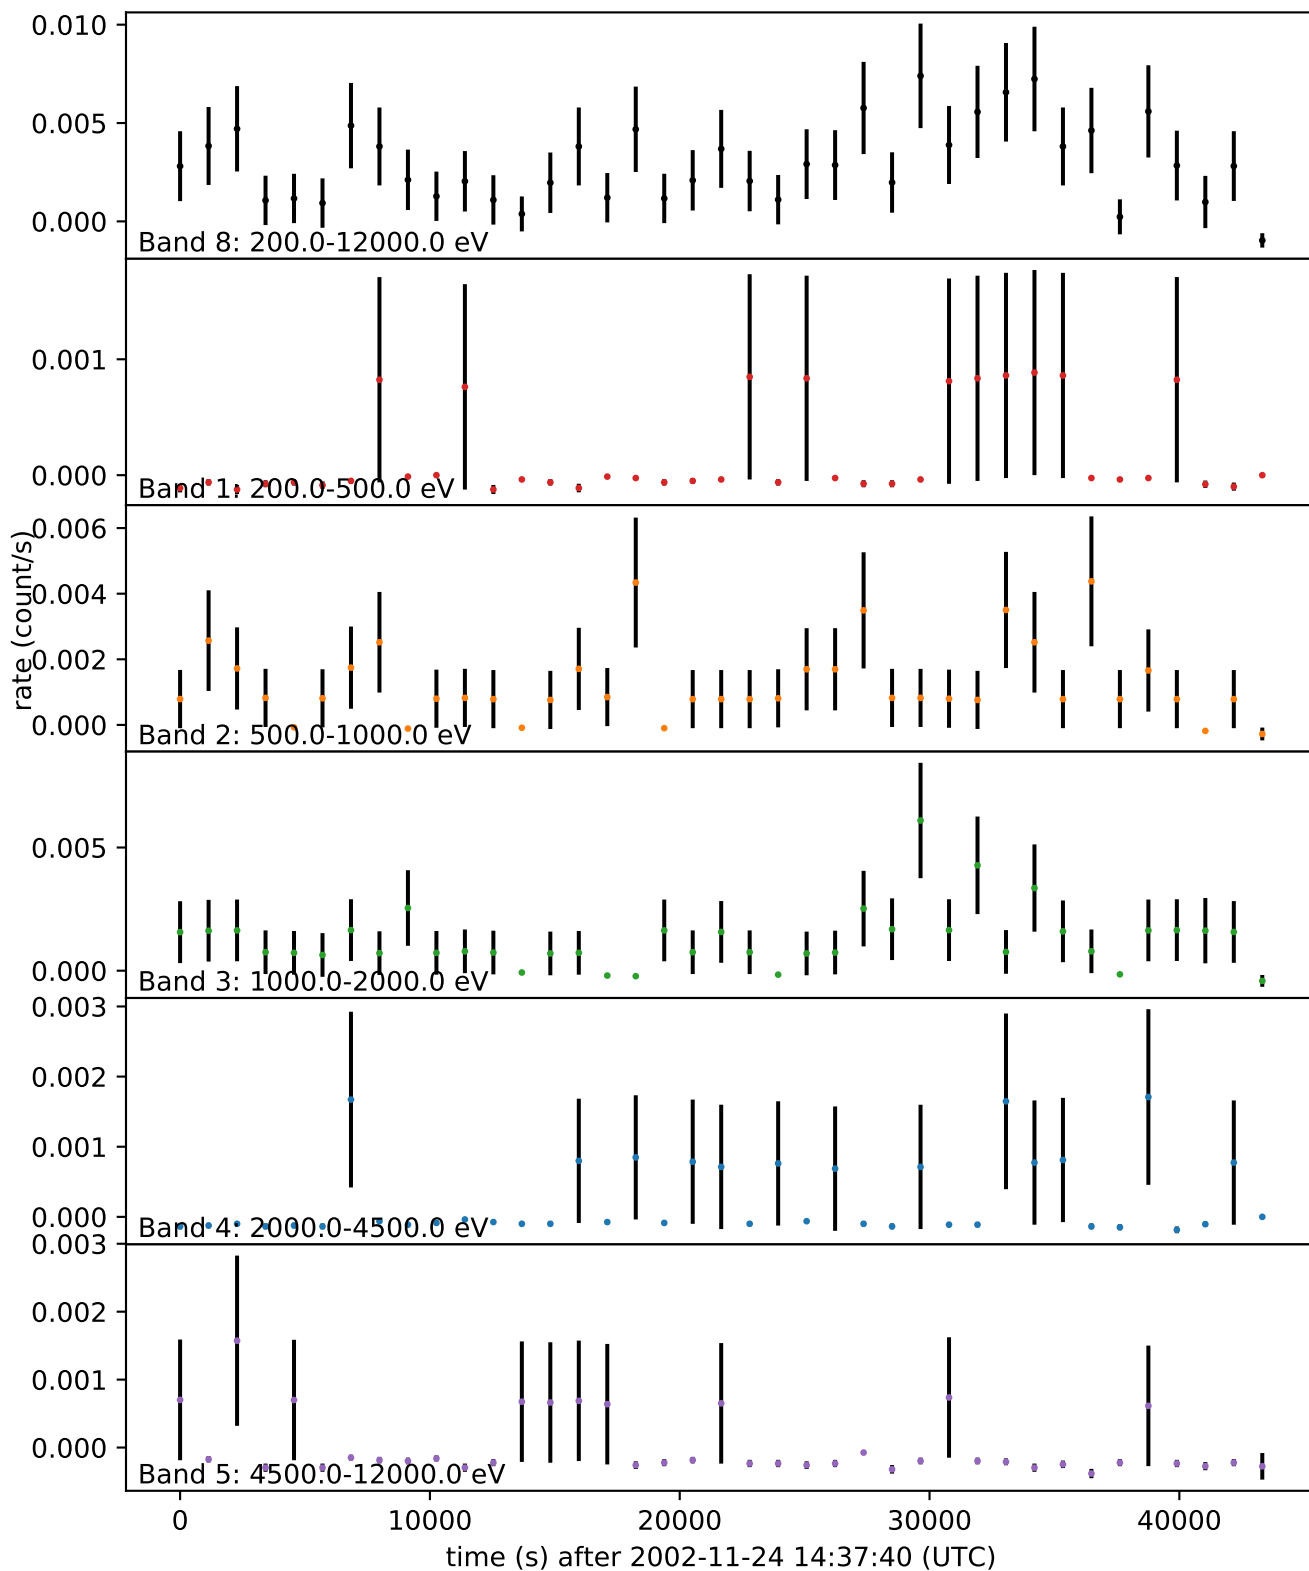 0.010
0.005
0.000
Band 8: 200.0-12000.0 eV
0.001
0.000
Band 1: 200.0-500.0 eV
rate (count/s)
0.006
0.004
0.002
0.000
Band 2: 500.0-1000.0 eV
0.005
0.000
Band 3: 1000.0-2000.0 eV
0.003
0.002
0.001
0.000
Band 4: 2000.0-4500.0 eV
0.003
0.002
0.001
0.000
Band 5: 4500.0-12000.0 eV
0 10000 20000 30000 40000
time (s) after 2002-11-24 14:37:40 (UTC)